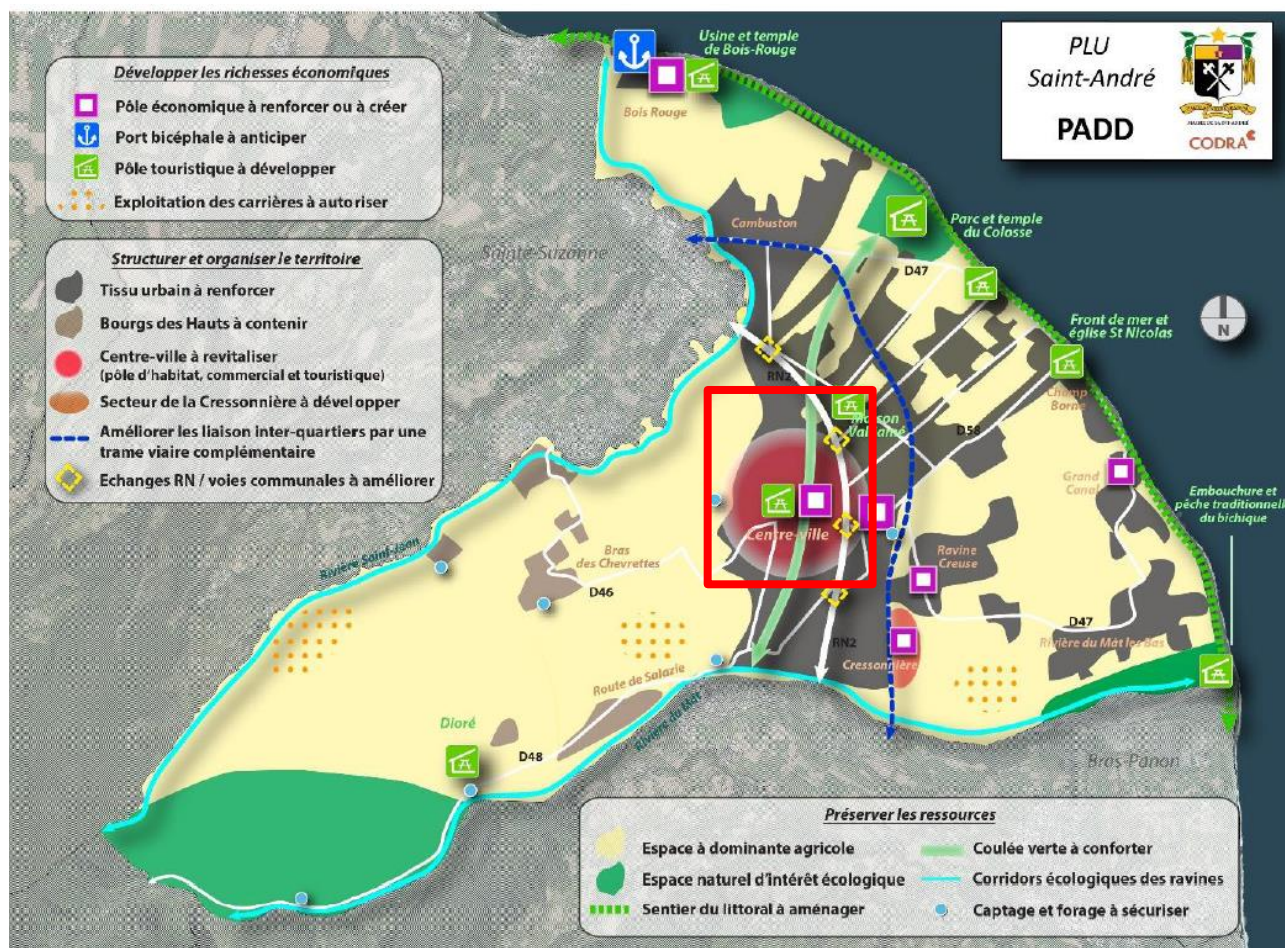 Développer les richesses économiques
Pôle économique à renforcer ou à créer
Port bicéphale à anticiper
Pôle touristique à développer
Exploitation des carrières à autoriser
Structurer et organiser le territoire
Tissu urbain à renforcer
Bourgs des Hauts à contenir
Centre-ville à revitaliser
(pôle d'habitat, commercial et touristique)
Secteur de la Cressonnière à développer
Améliorer les liaison inter-quartiers par une
trame viaire complémentaire
Echanges RN / voies communales à améliorer
PLU
Saint-André
PADD
CODRA
Usine et temple
de Bois-Rouge
Bois Rouge
Cambuston
Sainte-Suzanne
Parc et temple
du Colosse
D47
N
Front de mer et
église St Nicolas
RN2
Champ
Borne
D58
Grand
Canal
Embouchure et
pêche traditionnelle
du bichique
Centre-ville
Ravine
Creuse
Bras
des Chevrettes
Rivière Saint-Jean
D46
D47
Rivière du Mât les Bas
RN2
Cressonnière
Route de Salazie
Rivière du Mât
Dioré
D48
Bras-Panon
Préserver les ressources
Espace à dominante agricole
Espace naturel d'intérêt écologique
Sentier du littoral à aménager
Coulée verte à conforter
Corridors écologiques des ravines
Captage et forage à sécuriser